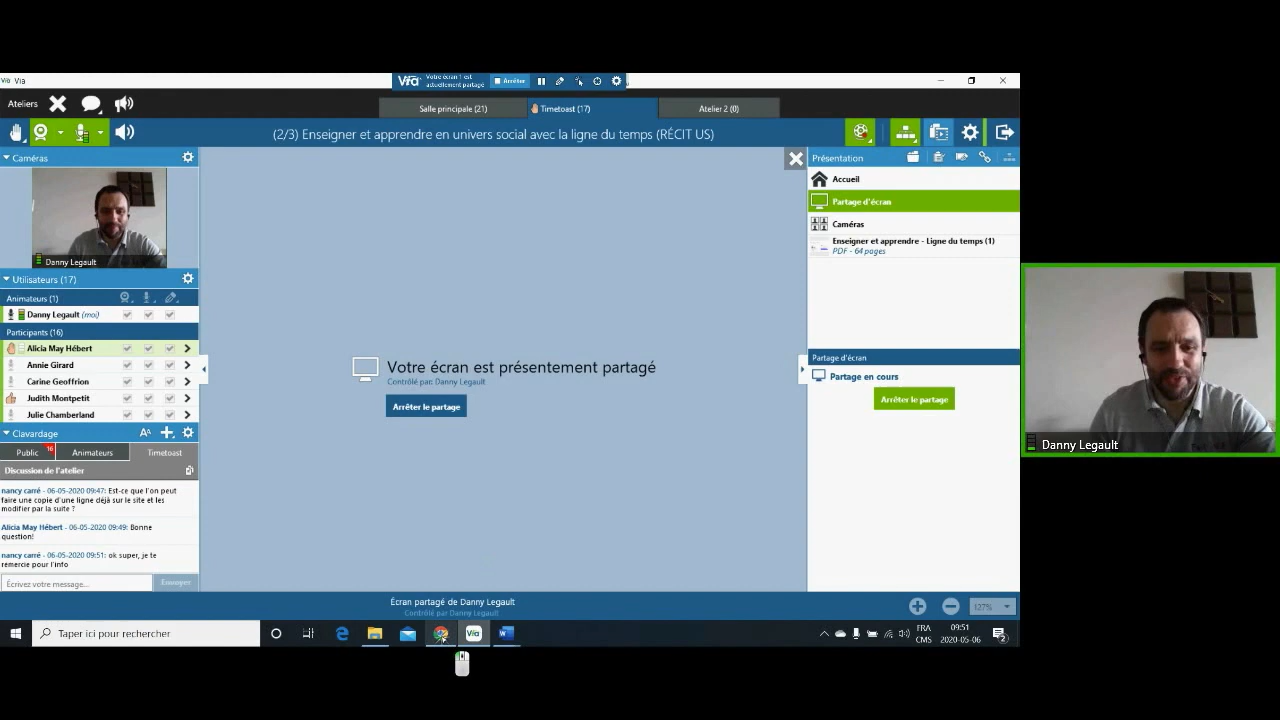 Via
Votre écran 1 est
actuellement partagé
Arrêter
Via Via
Ateliers
Salle principale (21)
Timetoast (17)
Atelier 2 (0)
(2/3) Enseigner et apprendre en univers social avec la ligne du temps (RÉCIT US)
Caméras
Danny Legault
Utilisateurs (17)
Animateurs (1)
Danny Legault (moi)
Participants (16)
Alicia May Hébert
Annie Girard
Carine Geoffrion
Judith Montpetit
Julie Chamberland
Clavardage
AA
Public
16
Animateurs
Timetoast
Discussion de l'atelier
nancy carré - 06-05-2020 09:47: Est-ce que l'on peut
faire une copie d'une ligne déjà sur le site et les
modifier par la suite ?
Alicia May Hébert - 06-05-2020 09:49: Bonne
question!
nancy carré - 06-05-2020 09:51: ok super, je te
remercie pour l'info
Écrivez votre message...
Envoyer
Votre écran est présentement partagé
Contrôlé par: Danny Legault
Arrêter le partage
Présentation
Accueil
Partage d'écran
Caméras
Enseigner et apprendre - Ligne du temps (1)
PDF - 64 pages
Partage d'écran
Partage en cours
Arrêter le partage
Danny Legault
Écran partagé de Danny Legault
Contrôlé par Danny Legault
127%
Taper ici pour rechercher
Via
FRA
CMS
09:51
2020-05-06
2